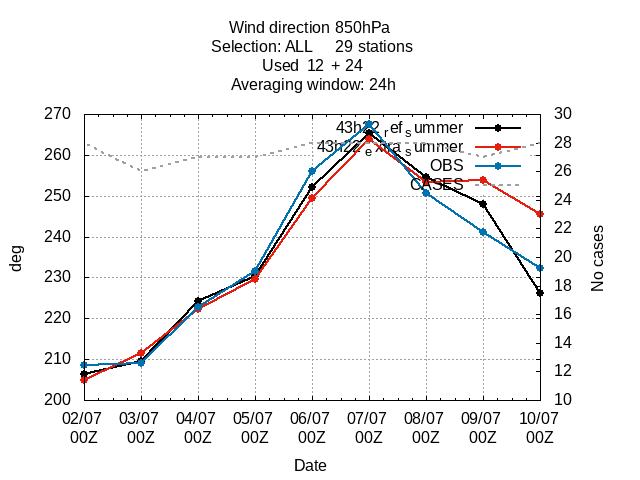 Wind direction 850hPa
Selection: ALL 29 stations
Used 12 + 24
Averaging window: 24h
270
260
250
240
230
220
210
200
30
28
26
24
22
20
18
16
14
12
10
deg
No cases
OBS
CASES
02/07 00Z
03/07 00Z
04/07 00Z
05/07 00Z
06/07 00Z
07/07 00Z
08/07 00Z
09/07 00Z
10/07 00Z
Date